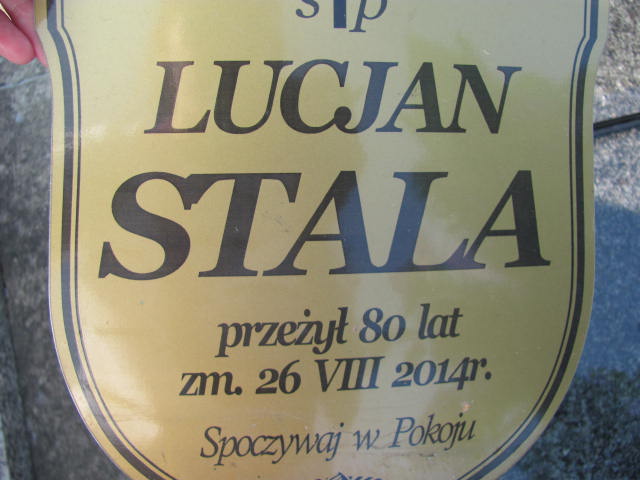 ś p
LUCJAN
STALA
przeżył 80 lat
zm. 26 VIII 2014r.
Spoczywaj w Pokoju